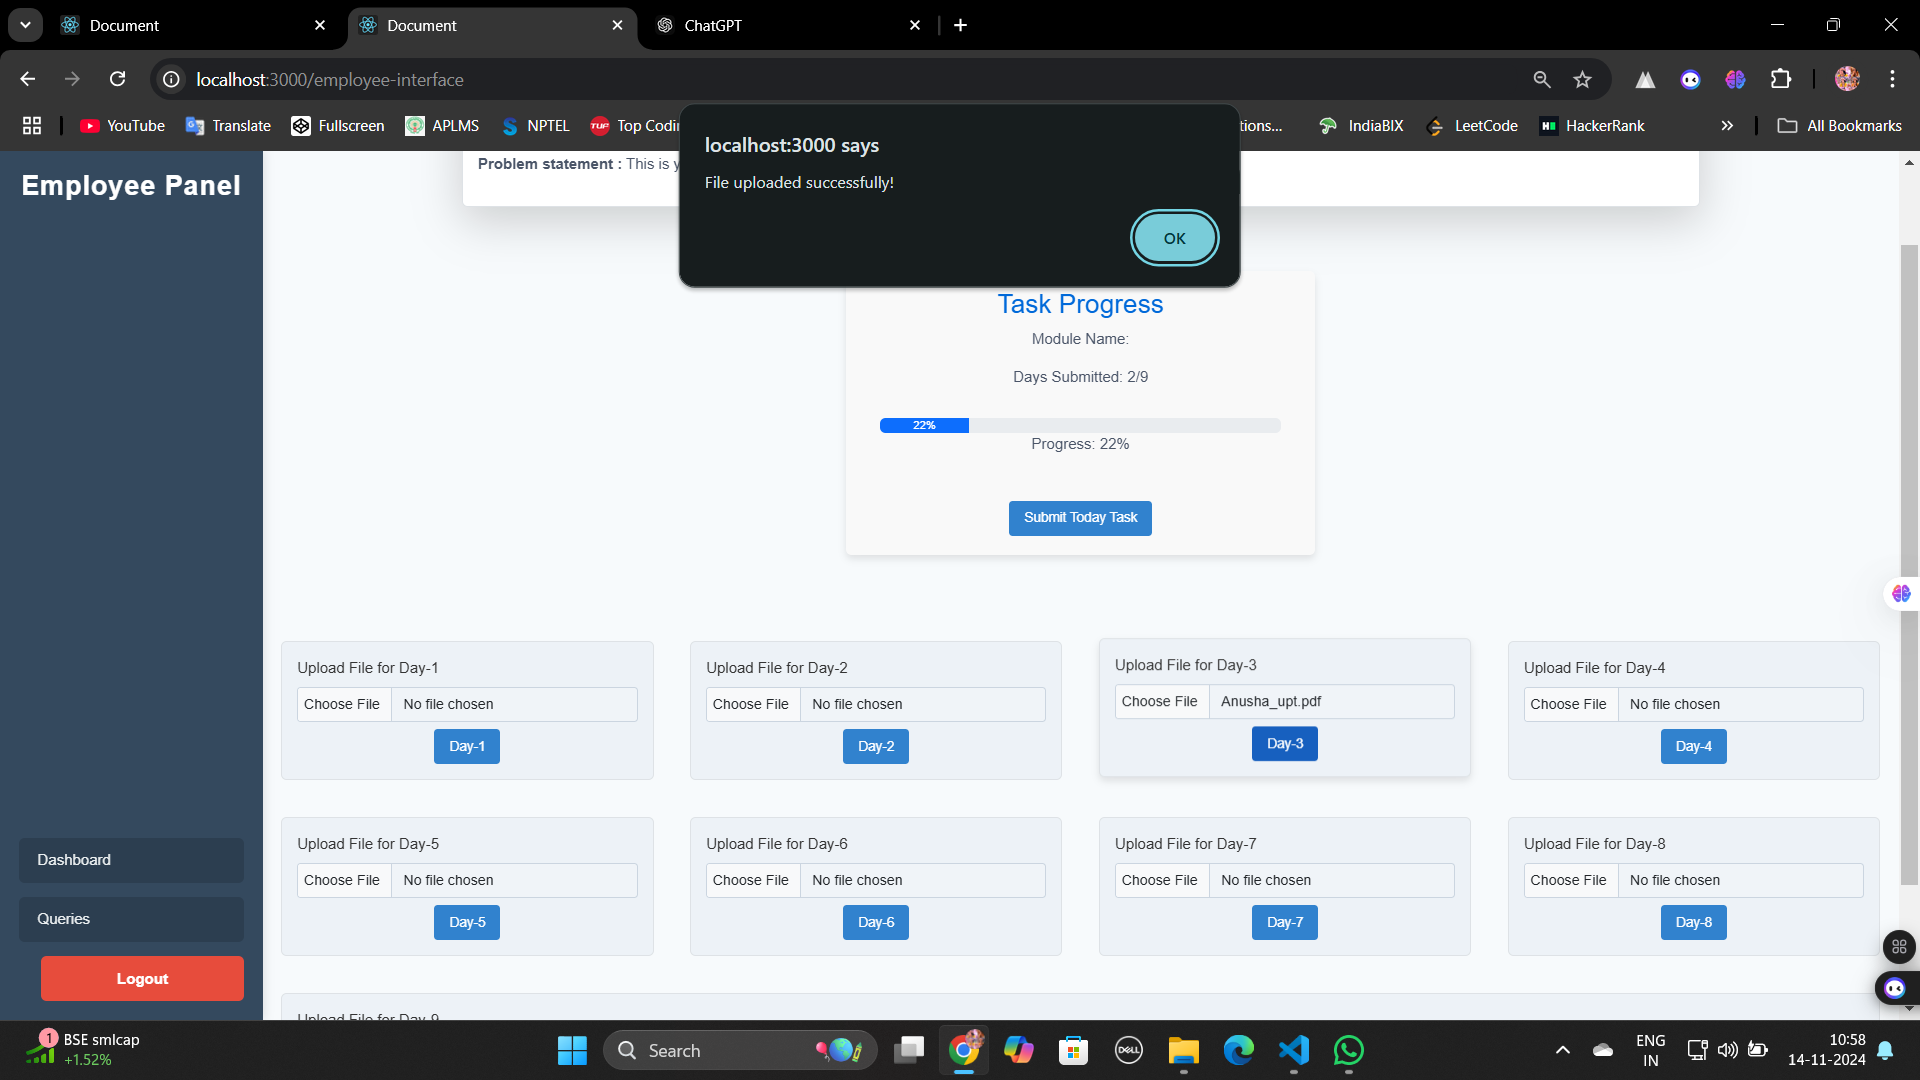 Document
Document
ChatGPT
localhost:3000/employee-interface
YouTube
Translate
Fullscreen
APLMS
NPTEL
Top Codi
tions...
IndiaBIX
LeetCode
HackerRank
All Bookmarks
localhost:3000 says
File uploaded successfully!
OK
Employee Panel
Problem statement : This is y
Task Progress
Module Name:
Days Submitted: 2/9
22%
Progress: 22%
Submit Today Task
Upload File for Day-1
Choose File No file chosen
Day-1
Upload File for Day-2
Choose File No file chosen
Day-2
Upload File for Day-3
Choose File Anusha_upt.pdf
Day-3
Upload File for Day-4
Choose File No file chosen
Day-4
Upload File for Day-5
Choose File No file chosen
Day-5
Upload File for Day-6
Choose File No file chosen
Day-6
Upload File for Day-7
Choose File No file chosen
Day-7
Upload File for Day-8
Choose File No file chosen
Day-8
Upload File for Day-9
Dashboard
Queries
Logout
1
BSE smlcap
+1.52%
Search
DELL
ENG
IN
10:58
14-11-2024